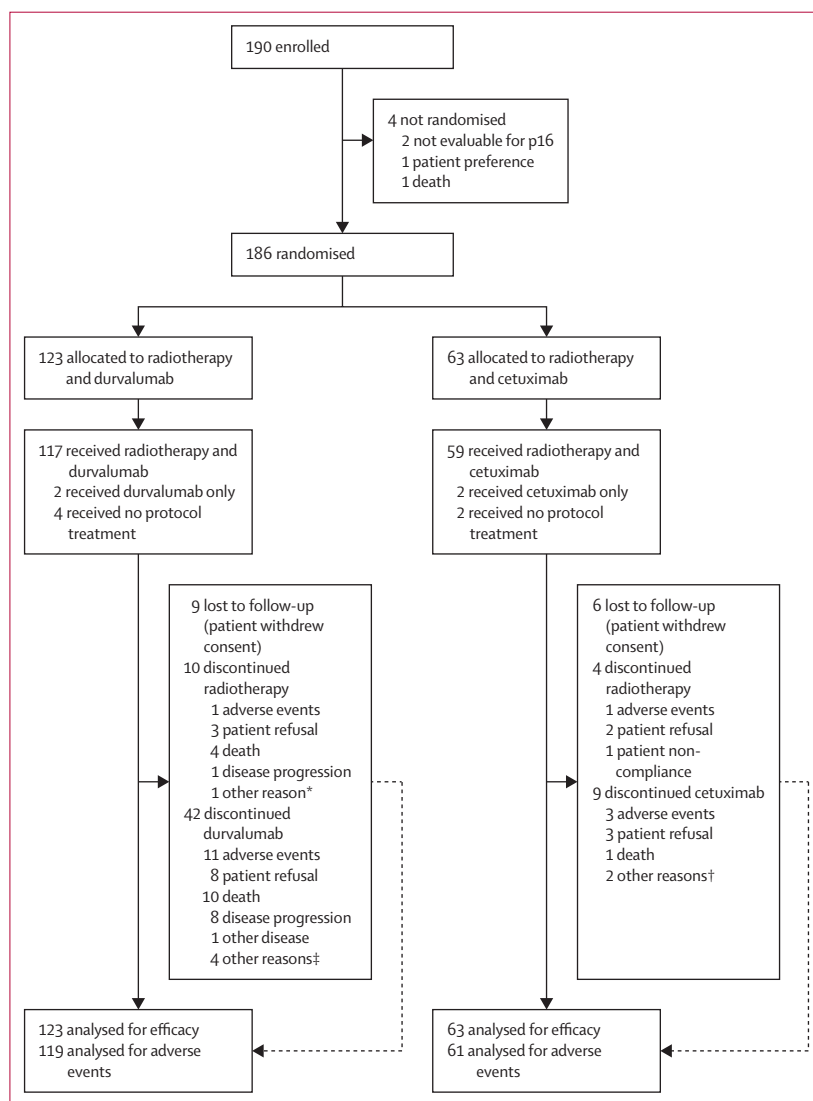 190 enrolled
4 not randomised
2 not evaluable for p16
1 patient preference
1 death
186 randomised
123 allocated to radiotherapy
and durvalumab
63 allocated to radiotherapy
and cetuximab
117 received radiotherapy and
durvalumab
2 received durvalumab only
4 received no protocol
treatment
59 received radiotherapy and
cetuximab
2 received cetuximab only
2 received no protocol
treatment
9 lost to follow-up
(patient withdrew
consent)
10 discontinued
radiotherapy
1 adverse events
3 patient refusal
4 death
1 disease progression
1 other reason*
42 discontinued
durvalumab
11 adverse events
8 patient refusal
10 death
8 disease progression
1 other disease
4 other reasons‡
6 lost to follow-up
(patient withdrew
consent)
4 discontinued
radiotherapy
1 adverse events
2 patient refusal
1 patient non-
compliance
9 discontinued cetuximab
3 adverse events
3 patient refusal
1 death
2 other reasons†
123 analysed for efficacy
119 analysed for adverse
events
63 analysed for efficacy
61 analysed for adverse
events